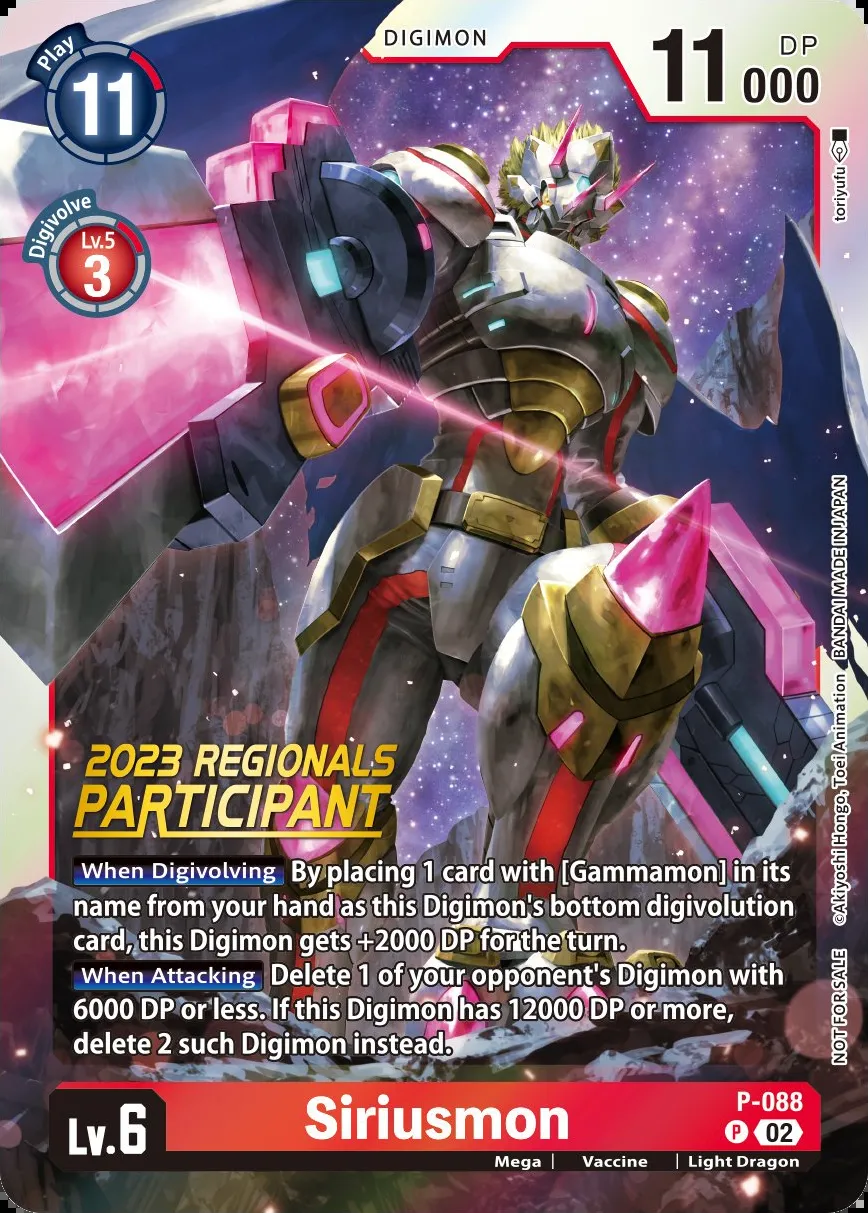 Play
11
DIGIMON
11000
DP
Digivolve
Lv.5
3
toriyufu
©Akiyoshi Hongo, Toei Animation BANDAI MADE IN JAPAN
NOT FOR SALE
2023 REGIONALS
PARTICIPANT
When Digivolving By placing 1 card with [Gammamon] in its
name from your hand as this Digimon's bottom digivolution
card, this Digimon gets +2000 DP for the turn.
When Attacking Delete 1 of your opponent's Digimon with
6000 DP or less. If this Digimon has 12000 DP or more,
delete 2 such Digimon instead.
Lv.6
Siriusmon
P-088
P 02
Mega | Vaccine | Light Dragon